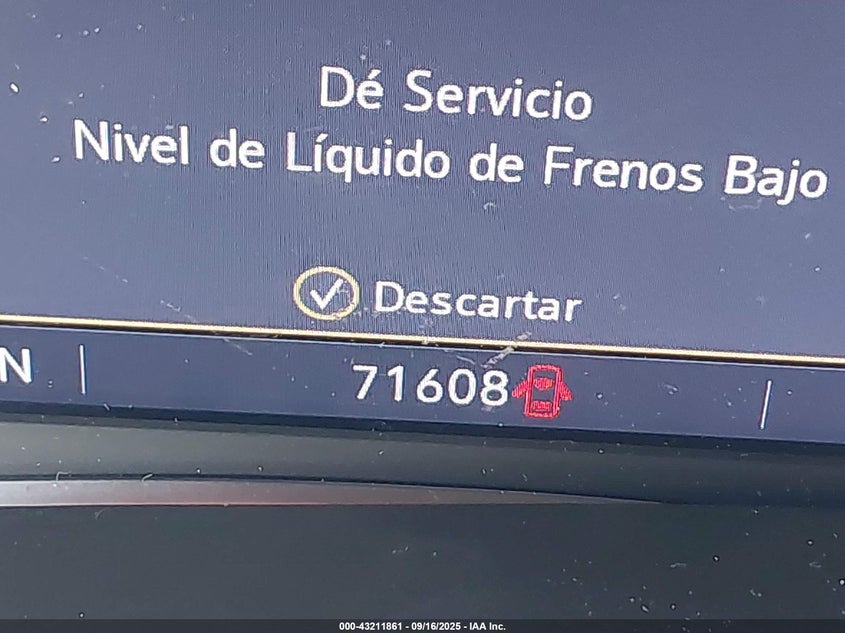 Dé Servicio
Nivel de Líquido de Frenos Bajo
Descartar
N 71608
000-43211861 - 09/16/2025 - IAA Inc.